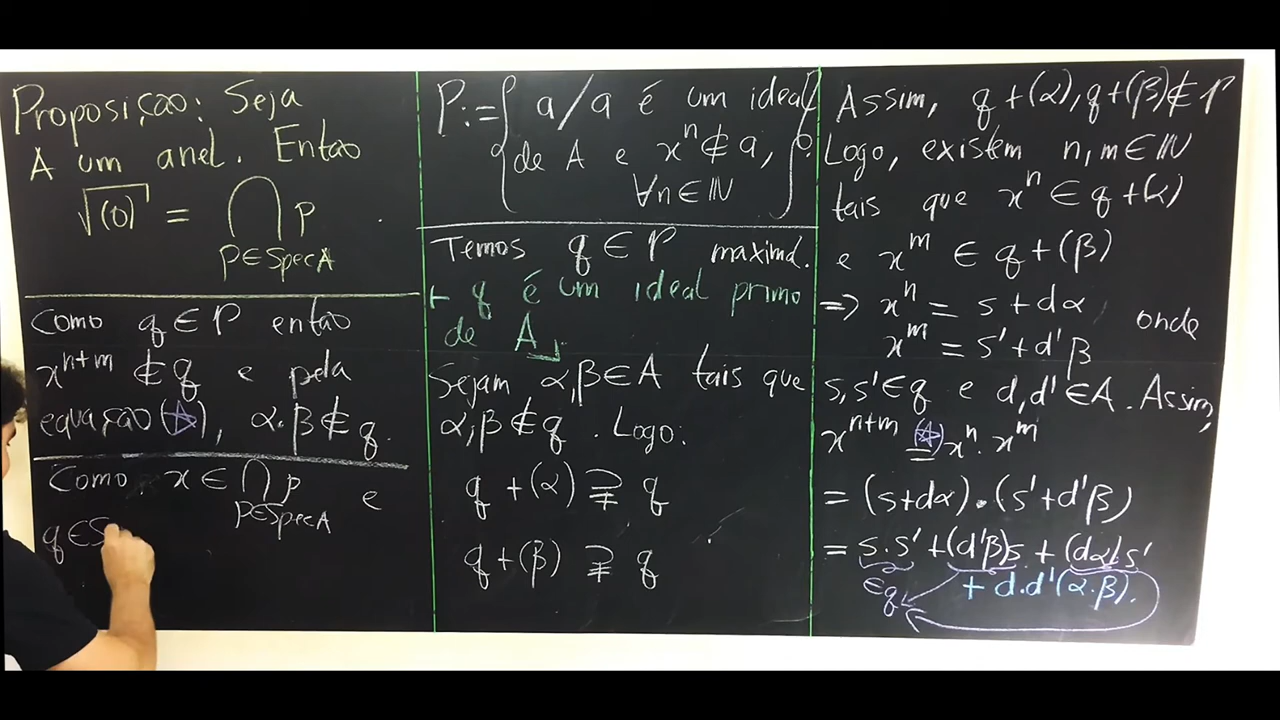 Proposição: Seja
A um anel. Então
√(0) = ⋂ p
p∈SpecA
Como q ∈ P então
x^{n+m} ∉ q e pela
equação (☆), α.β ∉ q.
Como x ∈ ⋂ p e
p∈SpecA
q ∈ S
P := { a / a é um ideal
de A e x^n ∉ a,
∀n ∈ ℕ }
Temos q ∈ P maximal.
⊢ q é um ideal primo
de A
Sejam α,β ∈ A tais que
α,β ∉ q. Logo:
q + (α) ⊋ q
q + (β) ⊋ q
Assim, q + (α), q + (β) ∉ P
Logo, existem n, m ∈ ℕ
tais que x^n ∈ q + (α)
e x^m ∈ q + (β)
⇒ x^n = s + dα
onde
x^m = s' + d'β
s, s' ∈ q e d, d' ∈ A. Assim,
x^{n+m} (☆)= x^n . x^m
= (s+dα).(s'+d'β)
= s.s' + (d'β)s + (dα).s'
∈q + d.d'(α.β).